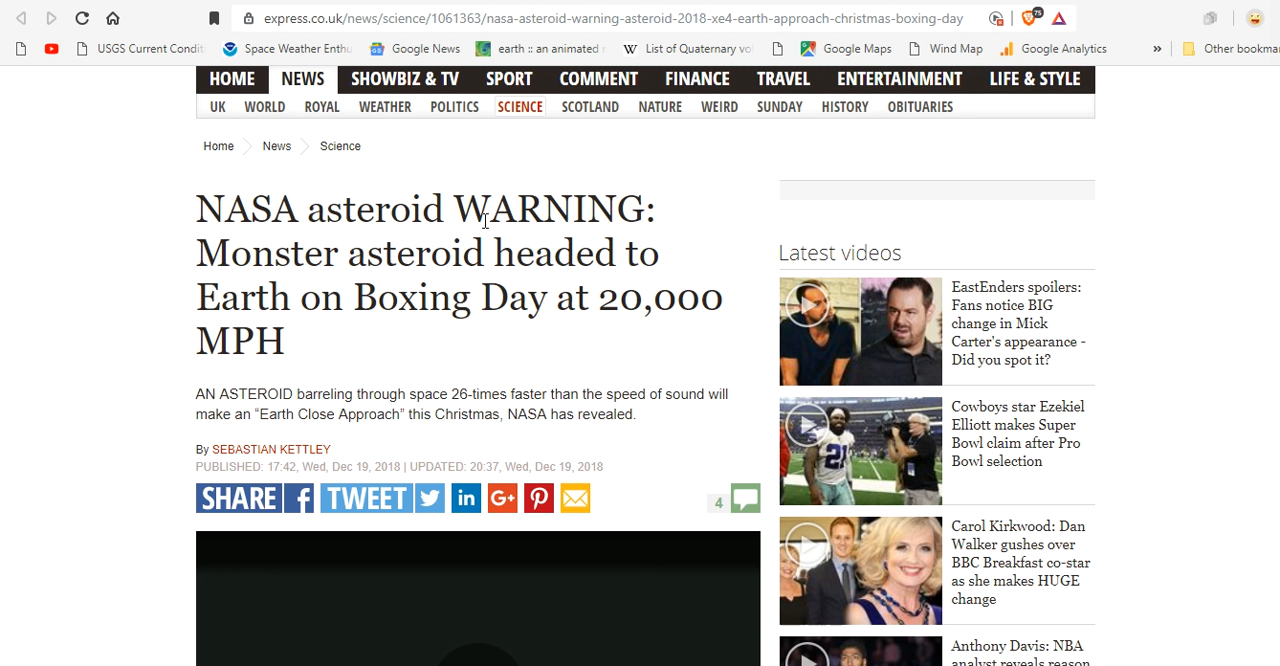 express.co.uk/news/science/1061363/nasa-asteroid-warning-asteroid-2018-xe4-earth-approach-christmas-boxing-day
75
USGS Current Condit
Space Weather Enthu
Google News
earth :: an animated
List of Quaternary vo
Google Maps
Wind Map
Google Analytics
»
Other bookma
HOME NEWS SHOWBIZ & TV SPORT COMMENT FINANCE TRAVEL ENTERTAINMENT LIFE & STYLE
UK WORLD ROYAL WEATHER POLITICS SCIENCE SCOTLAND NATURE WEIRD SUNDAY HISTORY OBITUARIES
Home News Science
NASA asteroid WARNING:
Monster asteroid headed to
Earth on Boxing Day at 20,000
MPH
AN ASTEROID barreling through space 26-times faster than the speed of sound will
make an “Earth Close Approach” this Christmas, NASA has revealed.
By SEBASTIAN KETTLEY
PUBLISHED: 17:42, Wed, Dec 19, 2018 | UPDATED: 20:37, Wed, Dec 19, 2018
SHARE f TWEET in G+ 4
Latest videos
EastEnders spoilers:
Fans notice BIG
change in Mick
Carter's appearance -
Did you spot it?
21
Cowboys star Ezekiel
Elliott makes Super
Bowl claim after Pro
Bowl selection
Carol Kirkwood: Dan
Walker gushes over
BBC Breakfast co-star
as she makes HUGE
change
Anthony Davis: NBA
analyst reveals reason